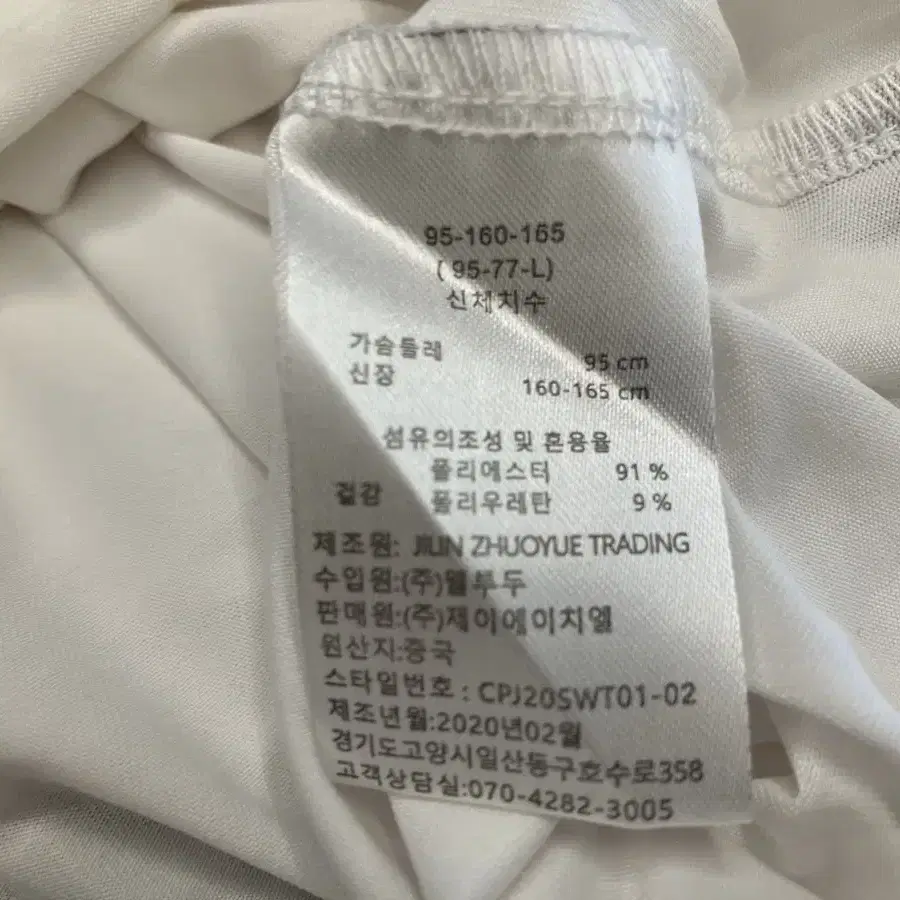 95-160-165
( 95-77-L)
신체치수
가슴둘레 95 cm
신장 160-165 cm
섬유의조성 및 혼용율
폴리에스터 91 %
겉감 폴리우레탄 9 %
제조원: JILIN ZHUOYUE TRADING
수입원:(주)웰투두
판매원:(주)제이에이치엘
원산지:중국
스타일번호 : CPJ20SWT01-02
제조년월:2020년02월
경기도고양시일산동구호수로358
고객상담실:070-4282-3005